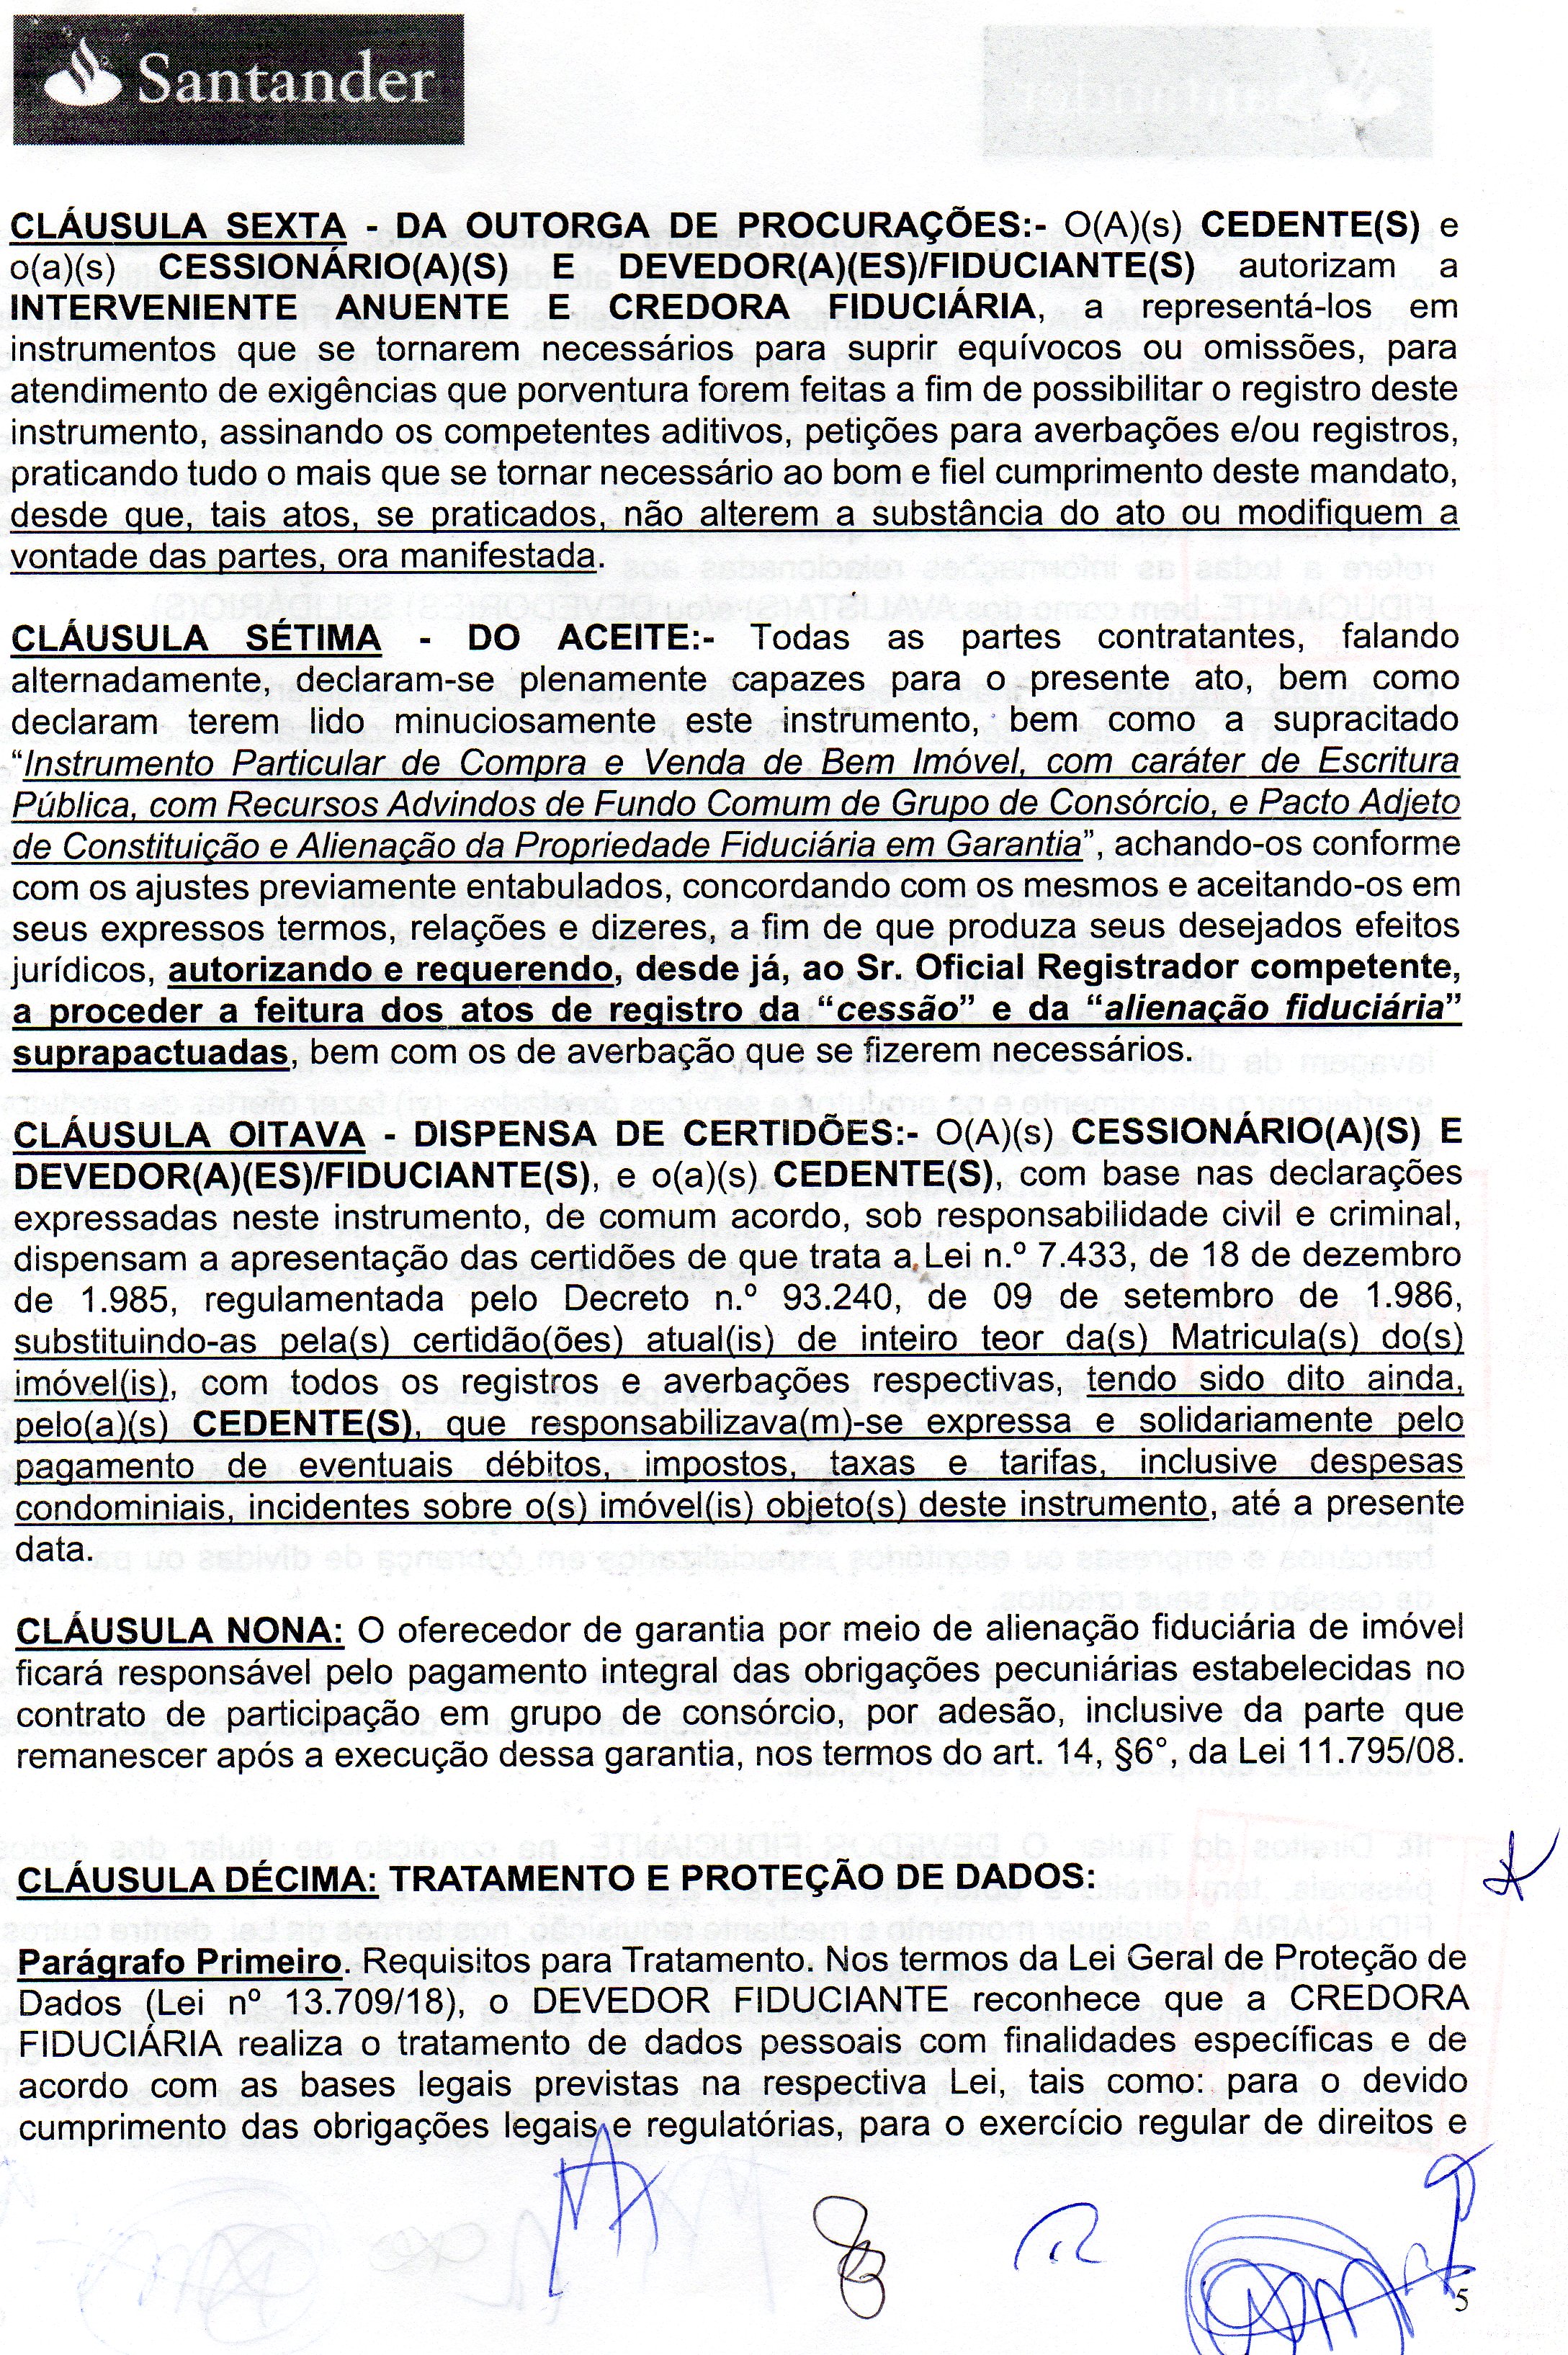 Santander
CLÁUSULA SEXTA - DA OUTORGA DE PROCURAÇÕES:- O(A)(s) CEDENTE(S) e
o(a)(s) CESSIONÁRIO(A)(S) E DEVEDOR(A)(ES)/FIDUCIANTE(S) autorizam a
INTERVENIENTE ANUENTE E CREDORA FIDUCIÁRIA, a representá-los em
instrumentos que se tornarem necessários para suprir equívocos ou omissões, para
atendimento de exigências que porventura forem feitas a fim de possibilitar o registro deste
instrumento, assinando os competentes aditivos, petições para averbações e/ou registros,
praticando tudo o mais que se tornar necessário ao bom e fiel cumprimento deste mandato,
desde que, tais atos, se praticados, não alterem a substância do ato ou modifiquem a
vontade das partes, ora manifestada.
CLÁUSULA SÉTIMA - DO ACEITE:- Todas as partes contratantes, falando
alternadamente, declaram-se plenamente capazes para o presente ato, bem como
declaram terem lido minuciosamente este instrumento, bem como a supracitado
“Instrumento Particular de Compra e Venda de Bem Imóvel, com caráter de Escritura
Pública, com Recursos Advindos de Fundo Comum de Grupo de Consórcio, e Pacto Adjeto
de Constituição e Alienação da Propriedade Fiduciária em Garantia”, achando-os conforme
com os ajustes previamente entabulados, concordando com os mesmos e aceitando-os em
seus expressos termos, relações e dizeres, a fim de que produza seus desejados efeitos
jurídicos, autorizando e requerendo, desde já, ao Sr. Oficial Registrador competente,
a proceder a feitura dos atos de registro da “cessão” e da “alienação fiduciária”
suprapactuadas, bem com os de averbação que se fizerem necessários.
CLÁUSULA OITAVA - DISPENSA DE CERTIDÕES:- O(A)(s) CESSIONÁRIO(A)(S) E
DEVEDOR(A)(ES)/FIDUCIANTE(S), e o(a)(s) CEDENTE(S), com base nas declarações
expressadas neste instrumento, de comum acordo, sob responsabilidade civil e criminal,
dispensam a apresentação das certidões de que trata a Lei n.º 7.433, de 18 de dezembro
de 1.985, regulamentada pelo Decreto n.º 93.240, de 09 de setembro de 1.986,
substituindo-as pela(s) certidão(ões) atual(is) de inteiro teor da(s) Matricula(s) do(s)
imóvel(is), com todos os registros e averbações respectivas, tendo sido dito ainda,
pelo(a)(s) CEDENTE(S), que responsabilizava(m)-se expressa e solidariamente pelo
pagamento de eventuais débitos, impostos, taxas e tarifas, inclusive despesas
condominiais, incidentes sobre o(s) imóvel(is) objeto(s) deste instrumento, até a presente
data.
CLÁUSULA NONA: O oferecedor de garantia por meio de alienação fiduciária de imóvel
ficará responsável pelo pagamento integral das obrigações pecuniárias estabelecidas no
contrato de participação em grupo de consórcio, por adesão, inclusive da parte que
remanescer após a execução dessa garantia, nos termos do art. 14, §6°, da Lei 11.795/08.
CLÁUSULA DÉCIMA: TRATAMENTO E PROTEÇÃO DE DADOS:
Parágrafo Primeiro. Requisitos para Tratamento. Nos termos da Lei Geral de Proteção de
Dados (Lei nº 13.709/18), o DEVEDOR FIDUCIANTE reconhece que a CREDORA
FIDUCIÁRIA realiza o tratamento de dados pessoais com finalidades específicas e de
acordo com as bases legais previstas na respectiva Lei, tais como: para o devido
cumprimento das obrigações legais e regulatórias, para o exercício regular de direitos e
5